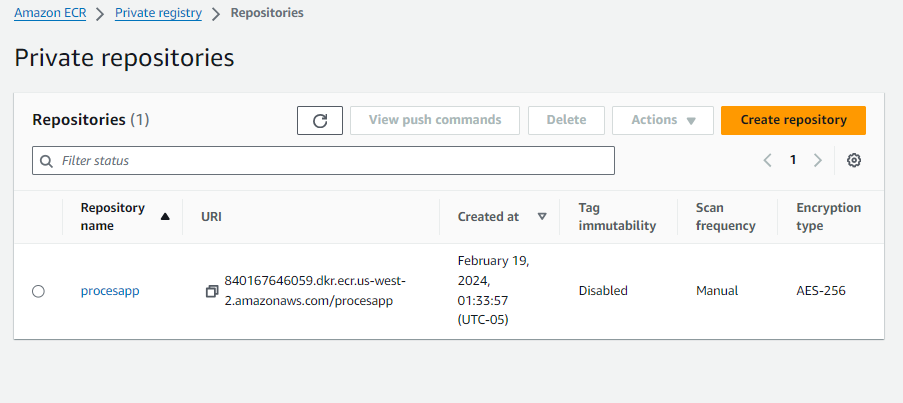 Amazon ECR > Private registry > Repositories
Private repositories
Repositories (1)
View push commands
Delete
Actions
Create repository
Filter status
1
Repository name
URI
Created at
Tag immutability
Scan frequency
Encryption type
procesapp
840167646059.dkr.ecr.us-west-
2.amazonaws.com/procesapp
February 19,
2024,
01:33:57
(UTC-05)
Disabled
Manual
AES-256